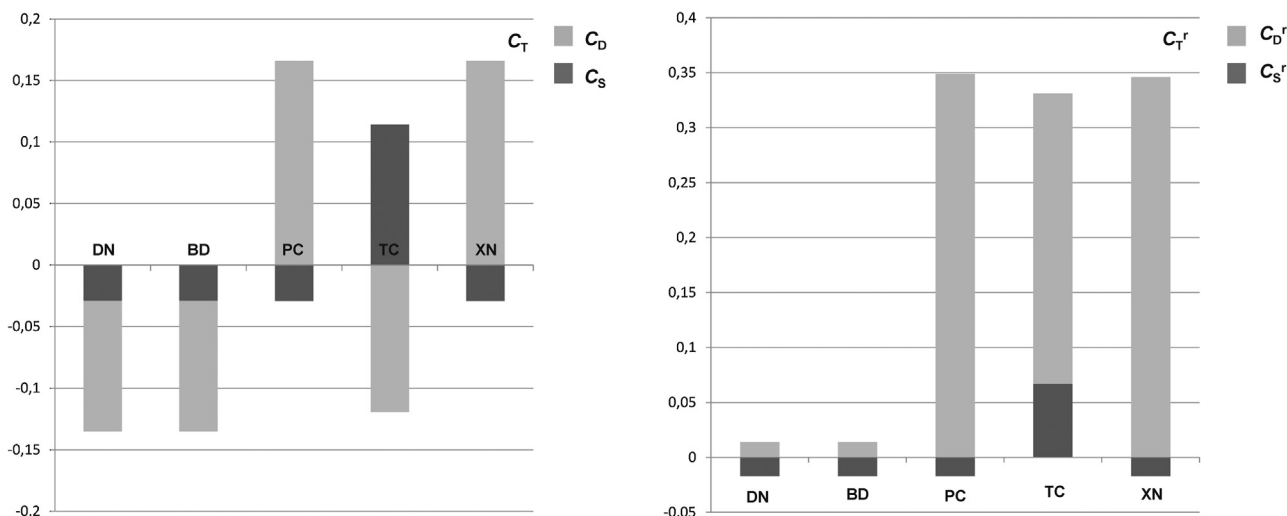 0,2
0,15
0,1
0,05
0
-0,05
-0,1
-0,15
-0,2
DN BD PC TC XN
C_T
C_D
C_S
0,4
0,35
0,3
0,25
0,2
0,15
0,1
0,05
0
-0,05
DN BD PC TC XN
C_T^r
C_D^r
C_S^r